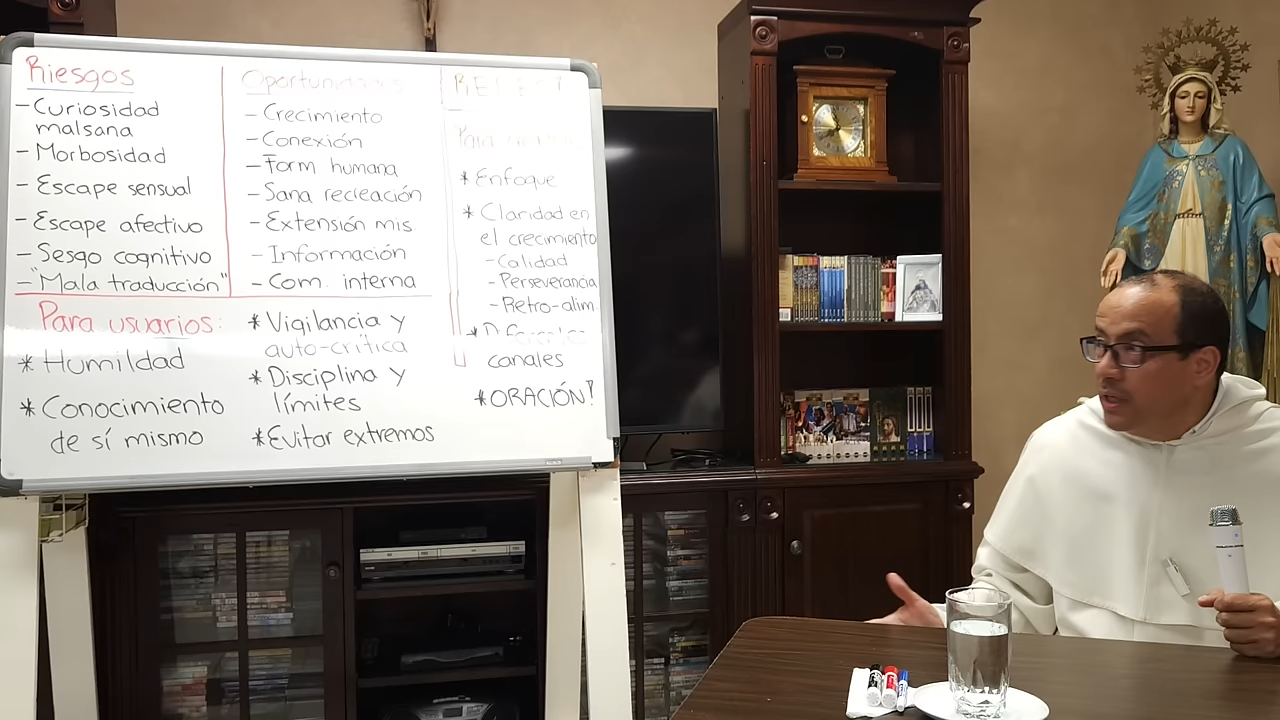 Riesgos
- Curiosidad
malsana
- Morbosidad
- Escape sensual
- Escape afectivo
- Sesgo cognitivo
- "Mala traducción"
Oportunidades
- Crecimiento
- Conexión
- Form humana
- Sana recreación
- Extensión mis
- Información
- Com. interna
Para
* Enfoque
* Claridad en
el crecimiento
- Calidad
- Perseverancia
- Retro-alim
*
canales
* ORACIÓN!
Para usuarios:
* Humildad
* Conocimiento
de sí mismo
* Vigilancia y
auto-crítica
* Disciplina y
límites
* Evitar extremos